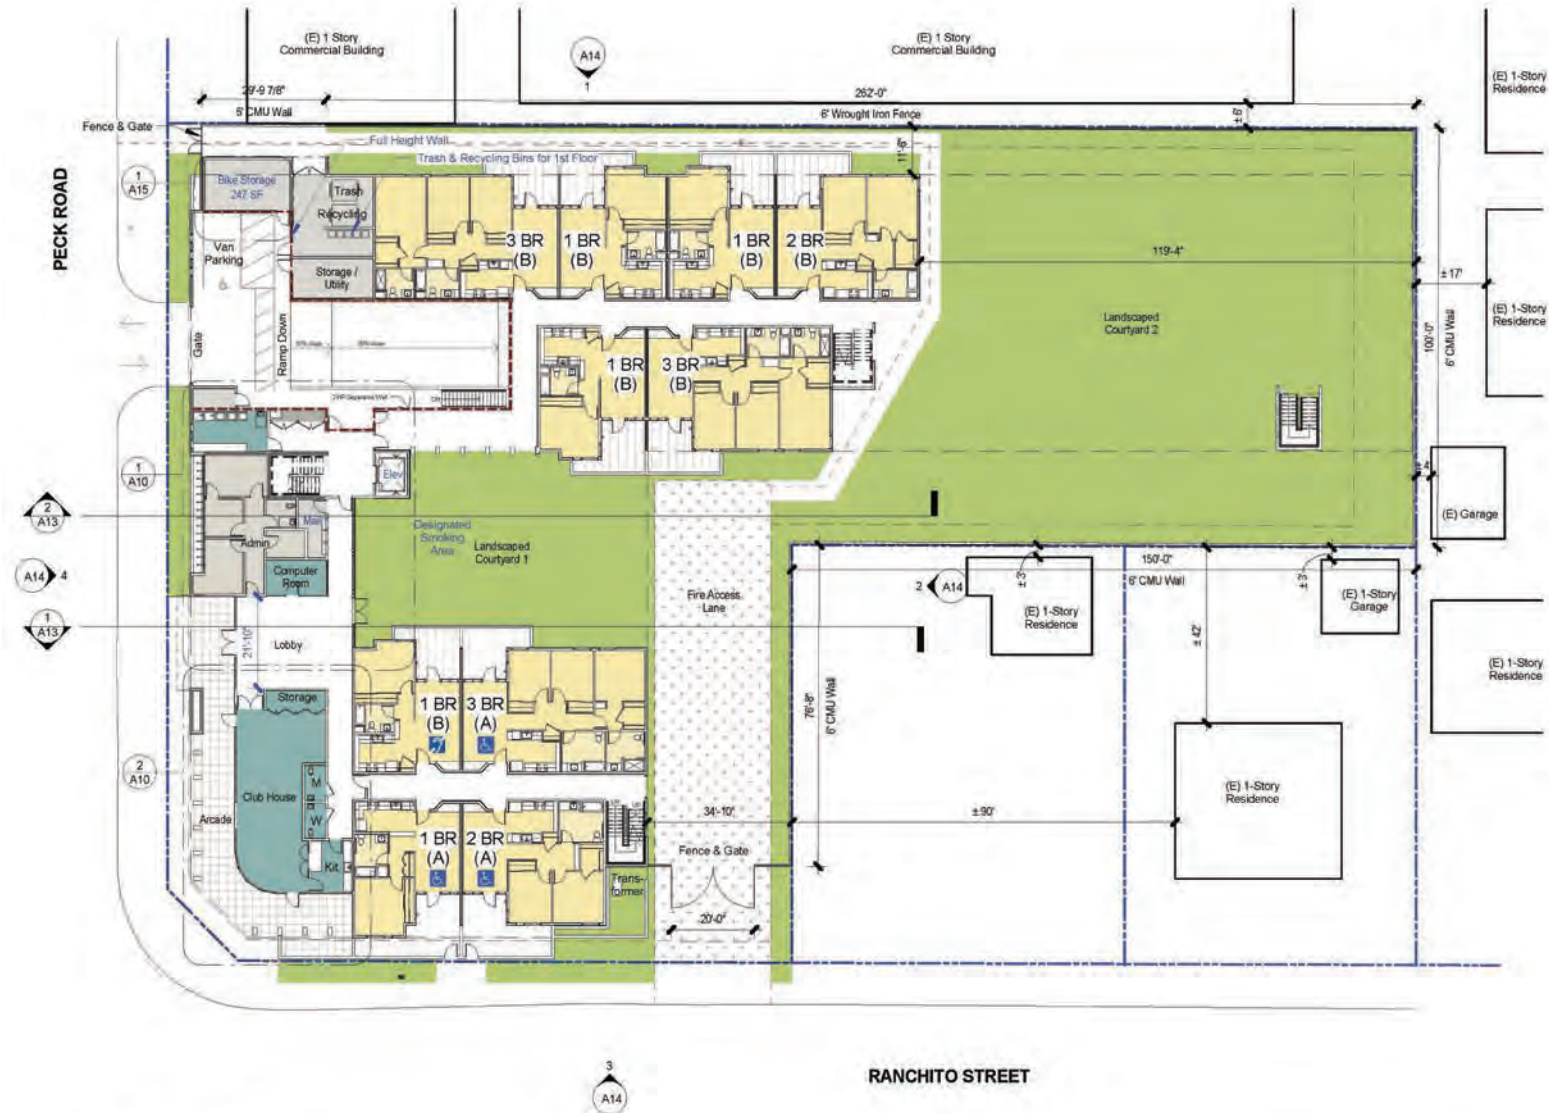 (E) 1 Story
Commercial Building
A14
1
(E) 1 Story
Commercial Building
(E) 1-Story
Residence
29'-9 7/8"
6' CMU Wall
262'-0"
6' Wrought Iron Fence
± 6'
Fence & Gate
Full Height Wall
Trash & Recycling Bins for 1st Floor
11'-6"
1
A15
PECK ROAD
Bike Storage
247 SF
Trash
Recycling
Van
Parking
Storage /
Utility
3 BR
(B)
1 BR
(B)
1 BR
(B)
2 BR
(B)
119'-4"
± 17'
100'-0"
6' CMU Wall
(E) 1-Story
Residence
Landscaped
Courtyard 2
Gate
Ramp Down
1 BR
(B)
3 BR
(B)
DN
1
A10
Elev
2
A13
Mail
Admin
Designated
Smoking
Area
Landscaped
Courtyard 1
(E) Garage
A14
4
Computer
Room
Fire Access
Lane
2
A14
± 3'
150'-0"
6' CMU Wall
± 3'
(E) 1-Story
Residence
(E) 1-Story
Garage
1
A13
21'-10"
Lobby
± 42'
(E) 1-Story
Residence
Storage
1 BR
(B)
3 BR
(A)
76'-8"
6' CMU Wall
2
A10
Club House
M
W
Arcade
Kit.
1 BR
(A)
2 BR
(A)
34'-10"
± 90'
(E) 1-Story
Residence
Fence & Gate
Trans-
former
20'-0"
3
A14
RANCHITO STREET